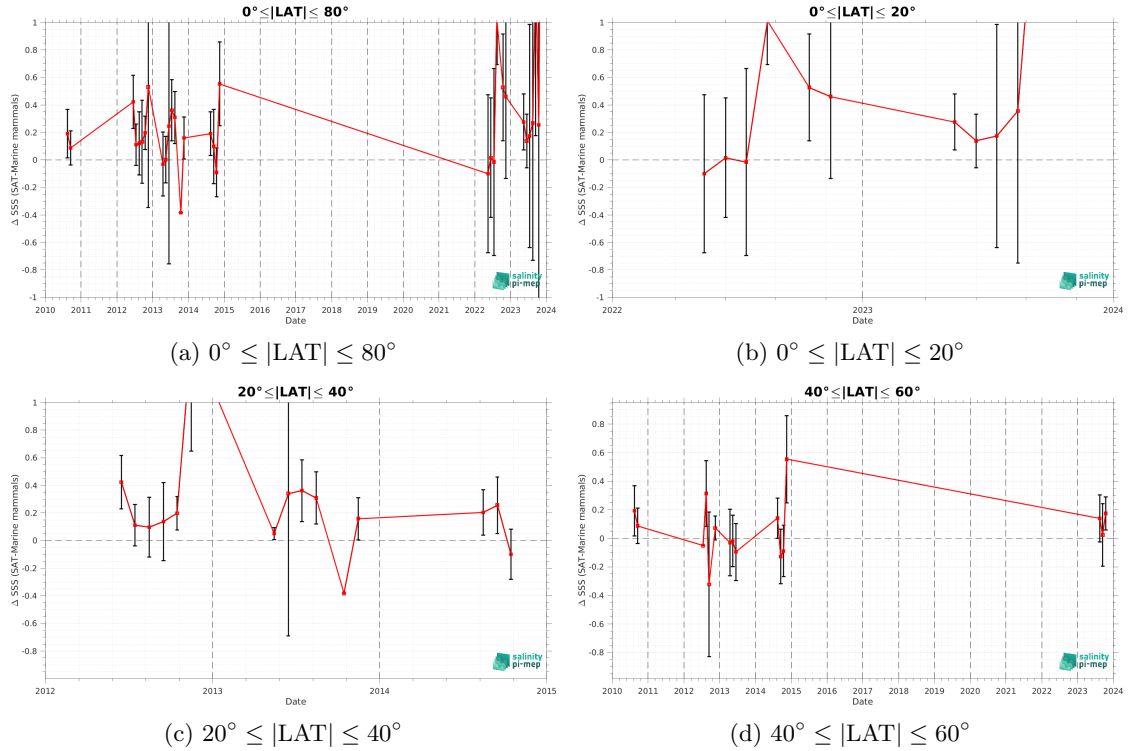 0°≤|LAT|≤ 80°
1
0.8
0.6
0.4
0.2
0
-0.2
-0.4
-0.6
-0.8
-1
Δ SSS (SAT-Marine mammals)
2010 2011 2012 2013 2014 2015 2016 2017 2018 2019 2020 2021 2022 2023 2024
Date
salinity
pi-mep
(a) 0° ≤ |LAT| ≤ 80°
0°≤|LAT|≤ 20°
1
0.8
0.6
0.4
0.2
0
-0.2
-0.4
-0.6
-0.8
-1
Δ SSS (SAT-Marine mammals)
2022 2023 2024
Date
salinity
pi-mep
(b) 0° ≤ |LAT| ≤ 20°
20°≤|LAT|≤ 40°
1
0.8
0.6
0.4
0.2
0
-0.2
-0.4
-0.6
-0.8
Δ SSS (SAT-Marine mammals)
2012 2013 2014 2015
Date
salinity
pi-mep
(c) 20° ≤ |LAT| ≤ 40°
40°≤|LAT|≤ 60°
0.8
0.6
0.4
0.2
0
-0.2
-0.4
-0.6
-0.8
Δ SSS (SAT-Marine mammals)
2010 2011 2012 2013 2014 2015 2016 2017 2018 2019 2020 2021 2022 2023 2024
Date
salinity
pi-mep
(d) 40° ≤ |LAT| ≤ 60°